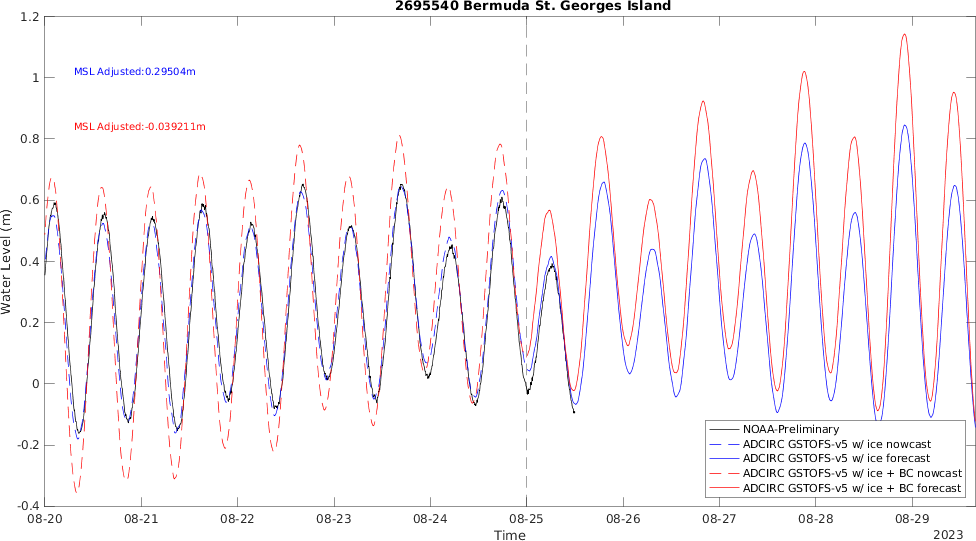 2695540 Bermuda St. Georges Island
1.2
1
0.8
0.6
0.4
0.2
0
-0.2
-0.4
Water Level (m)
MSL Adjusted:0.29504m
MSL Adjusted:-0.039211m
NOAA-Preliminary
ADCIRC GSTOFS-v5 w/ ice nowcast
ADCIRC GSTOFS-v5 w/ ice forecast
ADCIRC GSTOFS-v5 w/ ice + BC nowcast
ADCIRC GSTOFS-v5 w/ ice + BC forecast
08-20 08-21 08-22 08-23 08-24 08-25 08-26 08-27 08-28 08-29
Time
2023